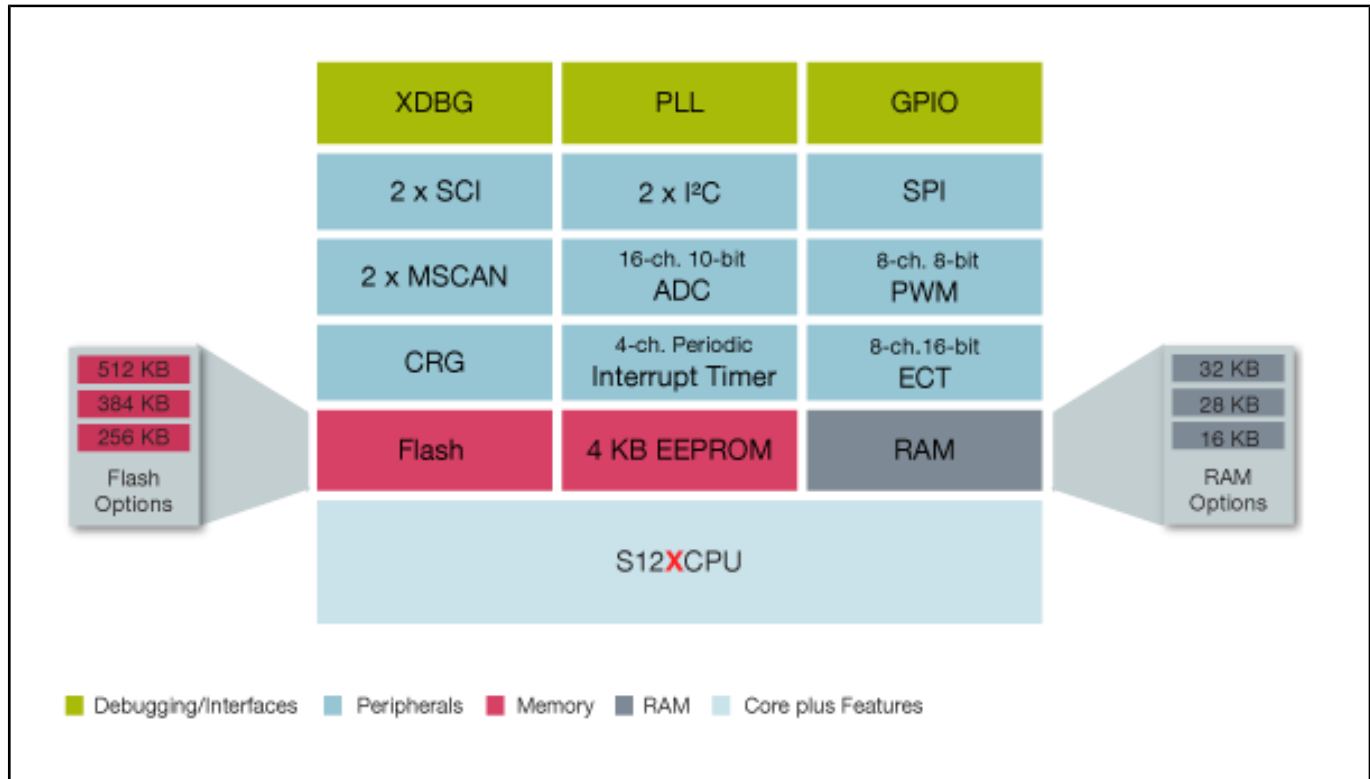 XDBG
PLL
GPIO
2 x SCI
2 x I²C
SPI
2 x MSCAN
16-ch. 10-bit
ADC
8-ch. 8-bit
PWM
CRG
4-ch. Periodic
Interrupt Timer
8-ch.16-bit
ECT
512 KB
384 KB
256 KB
Flash
Options
Flash
4 KB EEPROM
RAM
32 KB
28 KB
16 KB
RAM
Options
S12XCPU
Debugging/Interfaces
Peripherals
Memory
RAM
Core plus Features